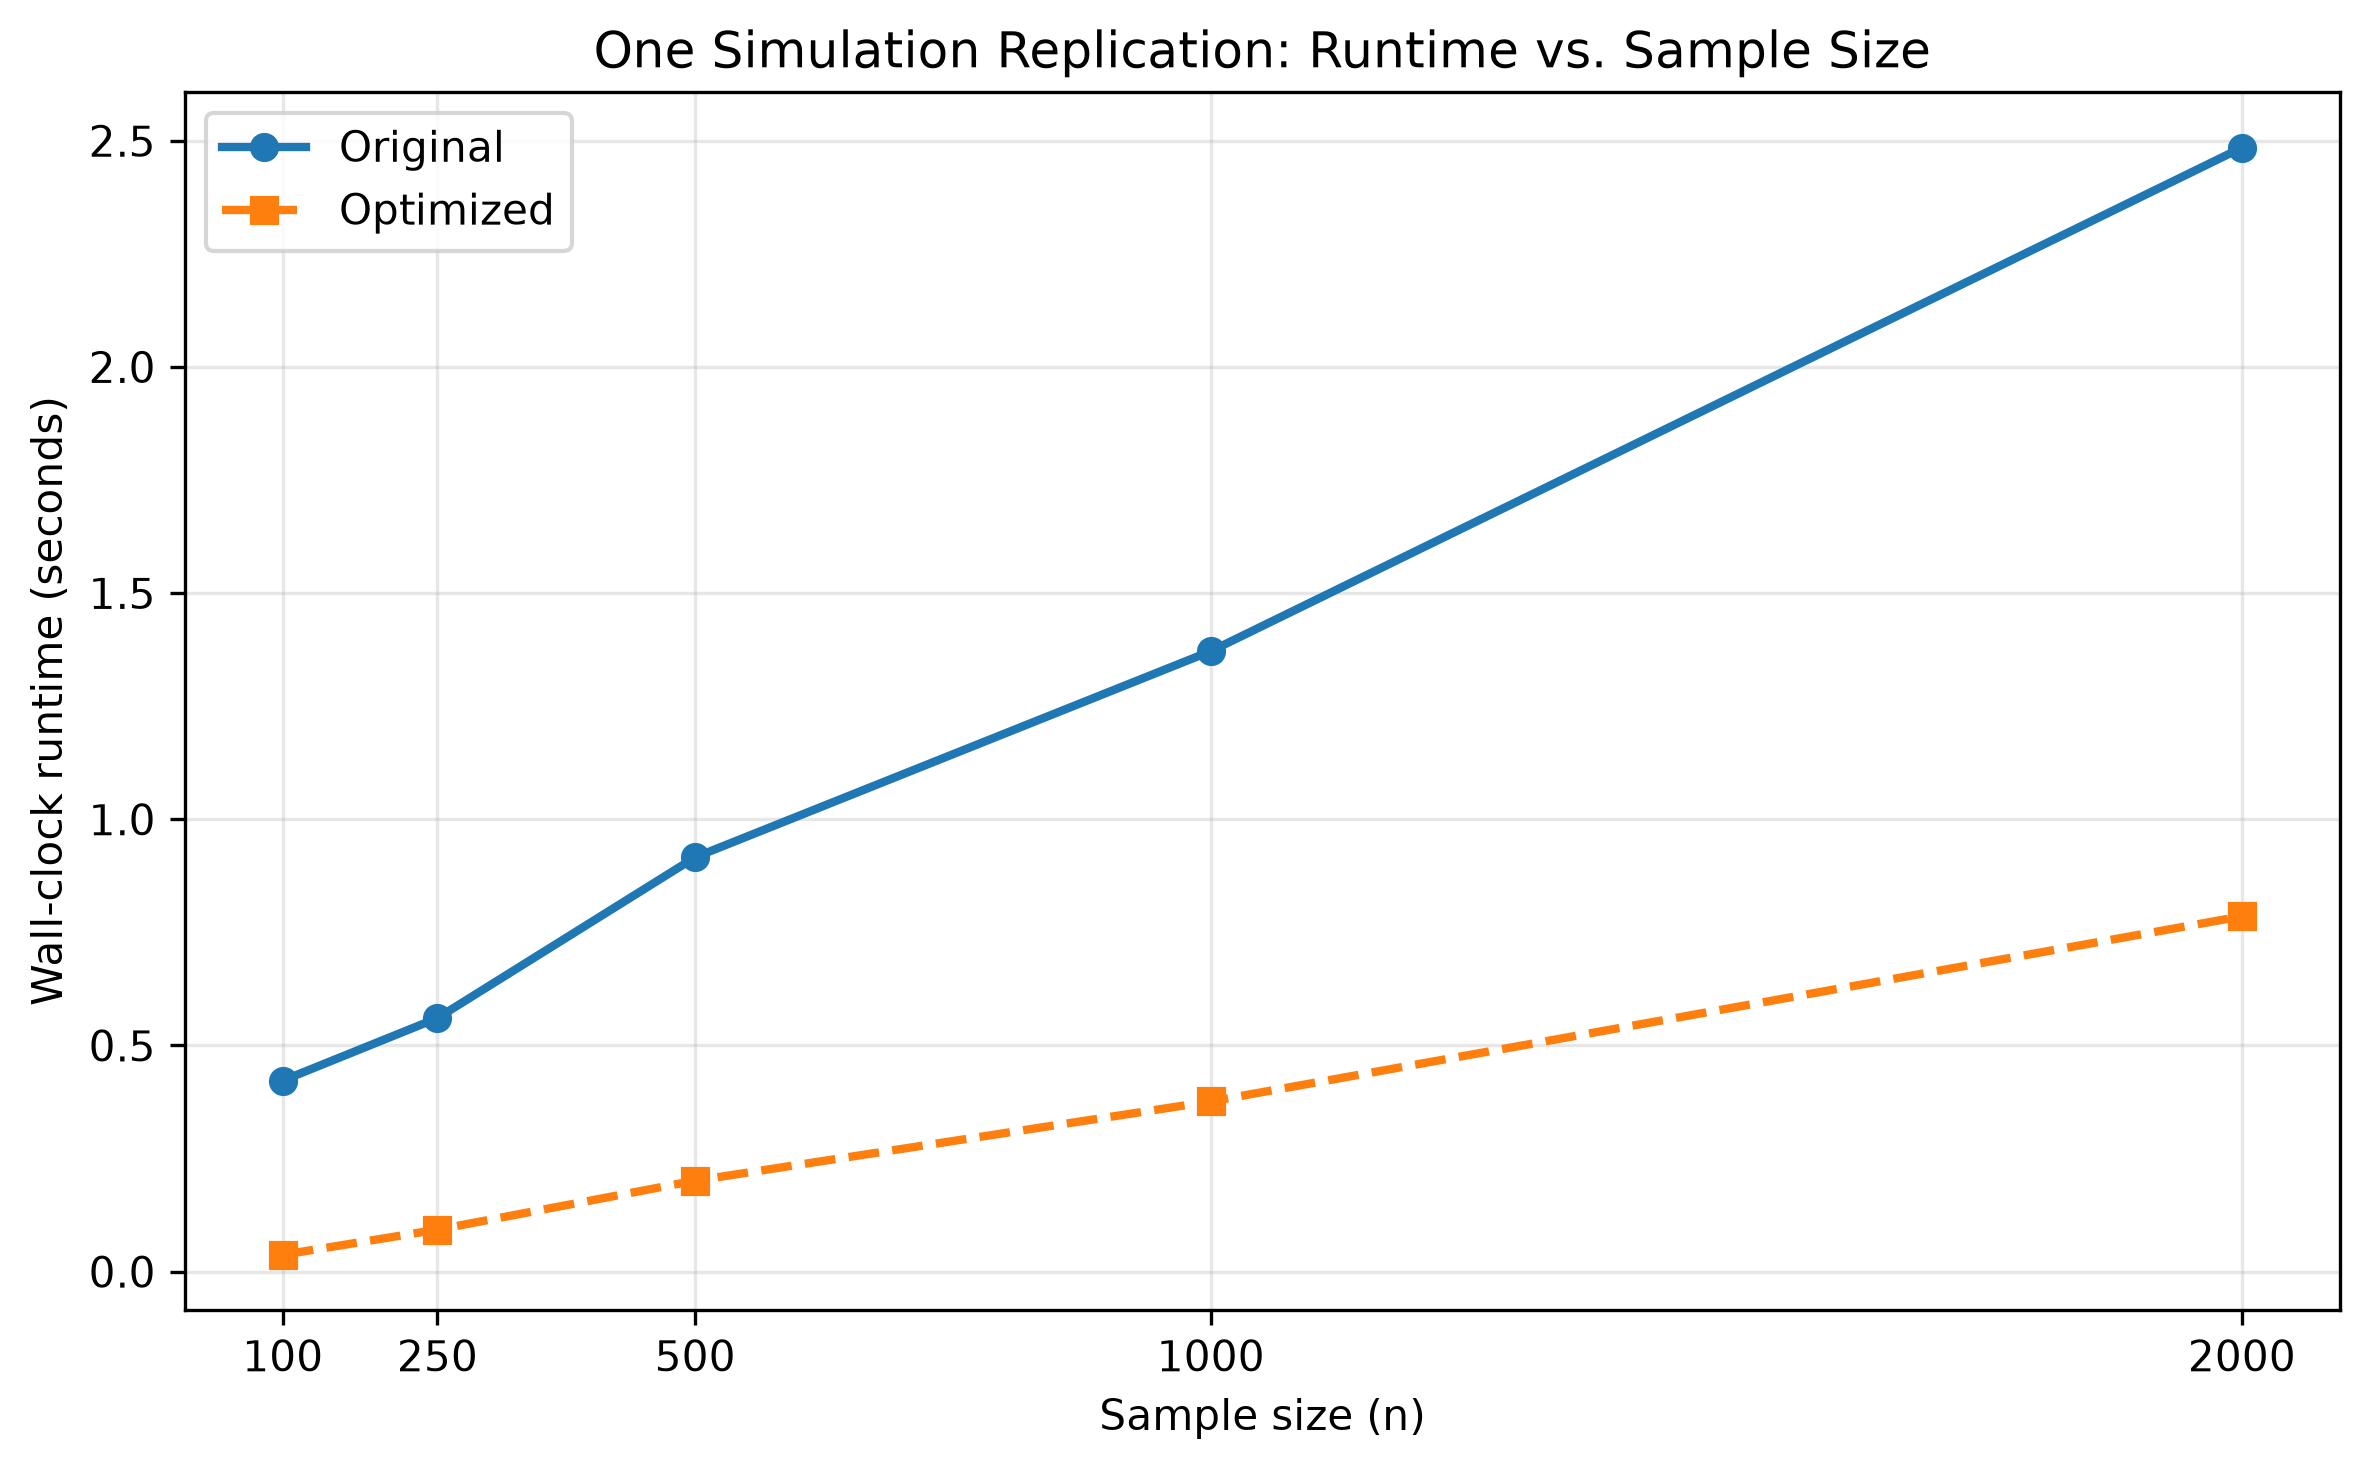 One Simulation Replication: Runtime vs. Sample Size
Original
Optimized
Wall-clock runtime (seconds)
2.5
2.0
1.5
1.0
0.5
0.0
100 250 500 1000 2000
Sample size (n)